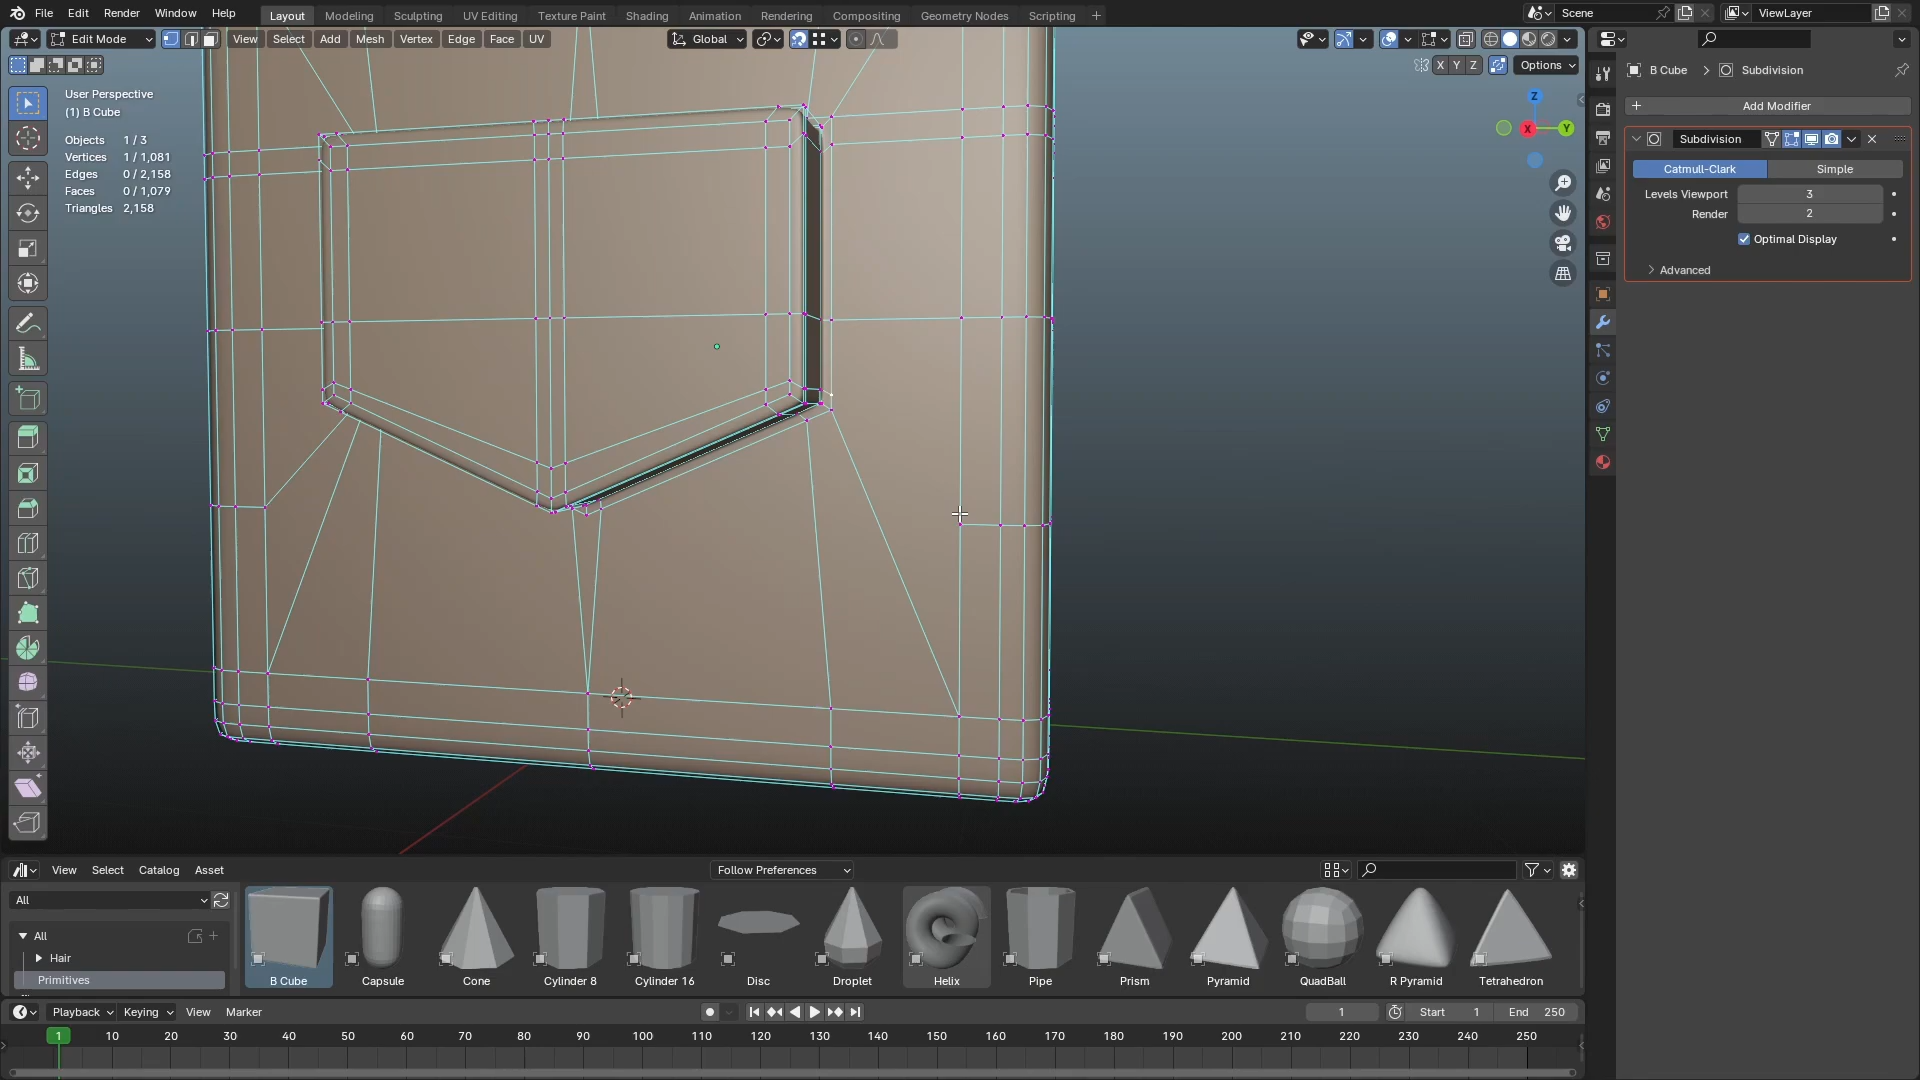 File Edit Render Window Help Layout Modeling Sculpting UV Editing Texture Paint Shading Animation Rendering Compositing Geometry Nodes Scripting + Scene ViewLayer
Edit Mode View Select Add Mesh Vertex Edge Face UV Global
X Y Z Options
User Perspective
(1) B Cube
Objects 1 / 3
Vertices 1 / 1,081
Edges 0 / 2,158
Faces 0 / 1,079
Triangles 2,158
Z
X Y
B Cube Subdivision
Add Modifier
Subdivision
Catmull-Clark Simple
Levels Viewport 3
Render 2
Optimal Display
Advanced
View Select Catalog Asset Follow Preferences
All
All
Hair
Primitives
B Cube Capsule Cone Cylinder 8 Cylinder 16 Disc Droplet Helix Pipe Prism Pyramid QuadBall R Pyramid Tetrahedron
Playback Keying View Marker 1 Start 1 End 250
1 10 20 30 40 50 60 70 80 90 100 110 120 130 140 150 160 170 180 190 200 210 220 230 240 250